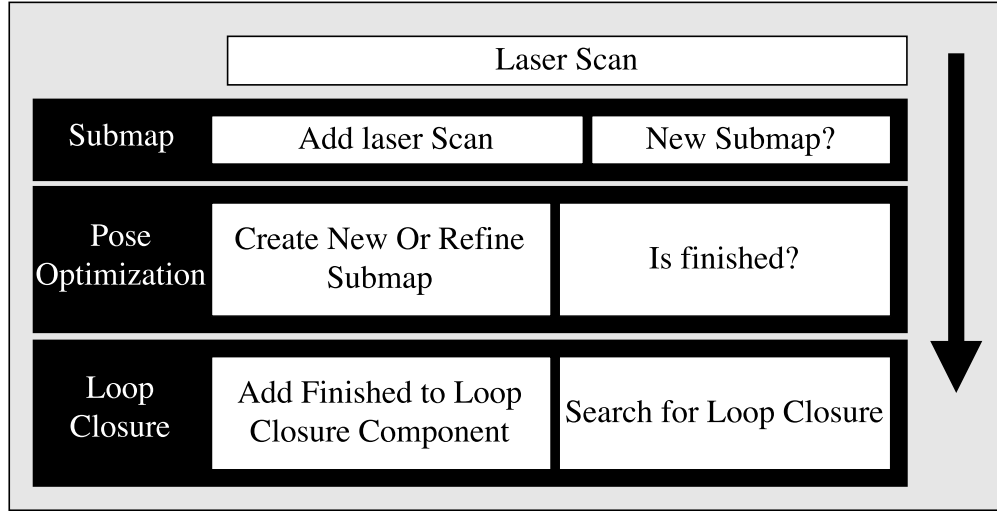 Laser Scan
Submap
Add laser Scan
New Submap?
Pose
Optimization
Create New Or Refine
Submap
Is finished?
Loop
Closure
Add Finished to Loop
Closure Component
Search for Loop Closure